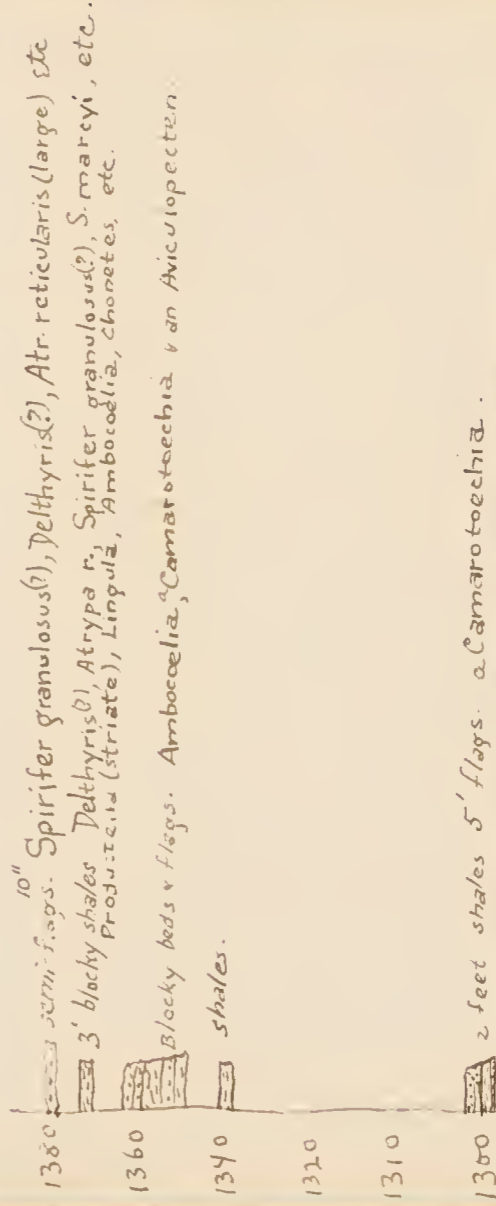 1380 semi-flags. 10" Spirifer granulosus(?), Delthyris(?), Atr. reticularis (large) etc
3' blocky shales Delthyris(?), Atrypa r., Spirifer granulosus(?), S. marcyi, etc.
Productella (striate), Lingula, Ambocoelia, Chonetes, etc.
1360 Blocky beds & flags. Ambocoelia, a Camarotoechia & an Aviculopecten.
1340 shales.
1320
1310
1300 2 feet shales 5' flags. a Camarotoechia.